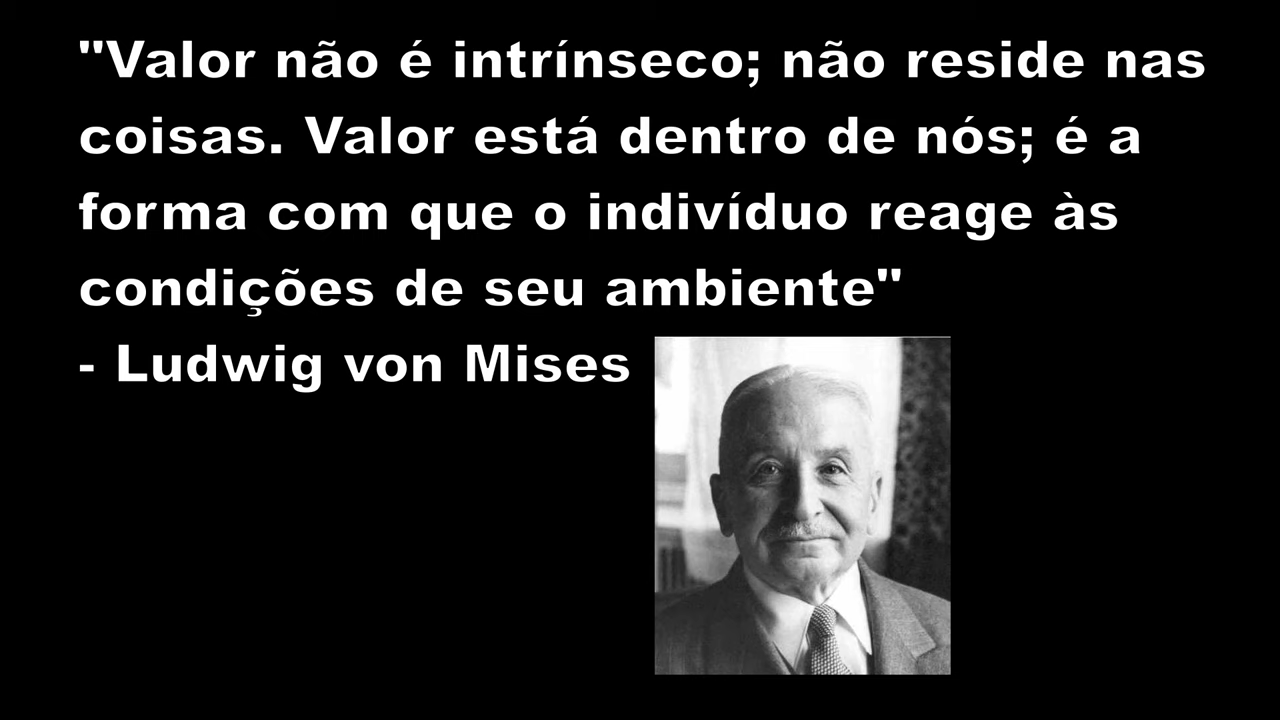 "Valor não é intrínseco; não reside nas
coisas. Valor está dentro de nós; é a
forma com que o indivíduo reage às
condições de seu ambiente"
- Ludwig von Mises